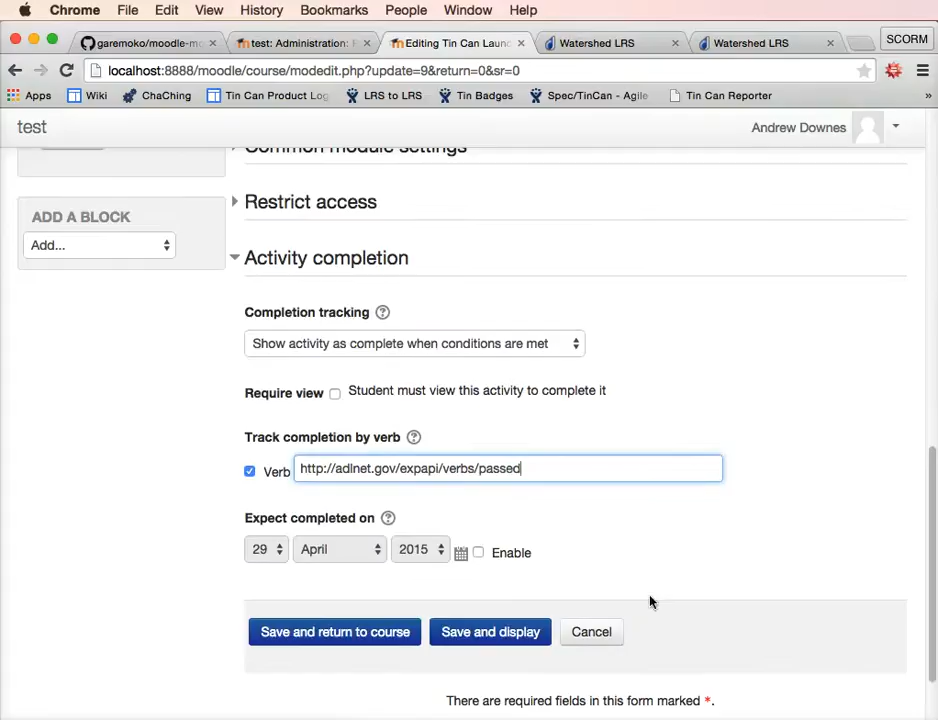 Chrome File Edit View History Bookmarks People Window Help
garemoko/moodle-mo
test: Administration:
Editing Tin Can Launc
Watershed LRS
Watershed LRS
SCORM
localhost:8888/moodle/course/modedit.php?update=9&return=0&sr=0
Apps Wiki ChaChing Tin Can Product Log LRS to LRS Tin Badges Spec/TinCan - Agile Tin Can Reporter »
test
Andrew Downes
Common module settings
Restrict access
ADD A BLOCK
Add...
Activity completion
Completion tracking ?
Show activity as complete when conditions are met
Require view Student must view this activity to complete it
Track completion by verb ?
Verb http://adlnet.gov/expapi/verbs/passed
Expect completed on ?
29 April 2015 Enable
Save and return to course Save and display Cancel
There are required fields in this form marked *.